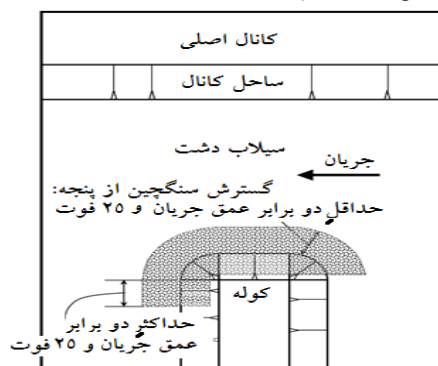 کانال اصلی
ساحل کانال
سیلاب دشت
جریان
گسترش سنگچین از پنجه:
حداقل دو برابر عمق جریان و ۲۵ فوت
کوله
حداکثر دو برابر
عمق جریان و ۲۵ فوت